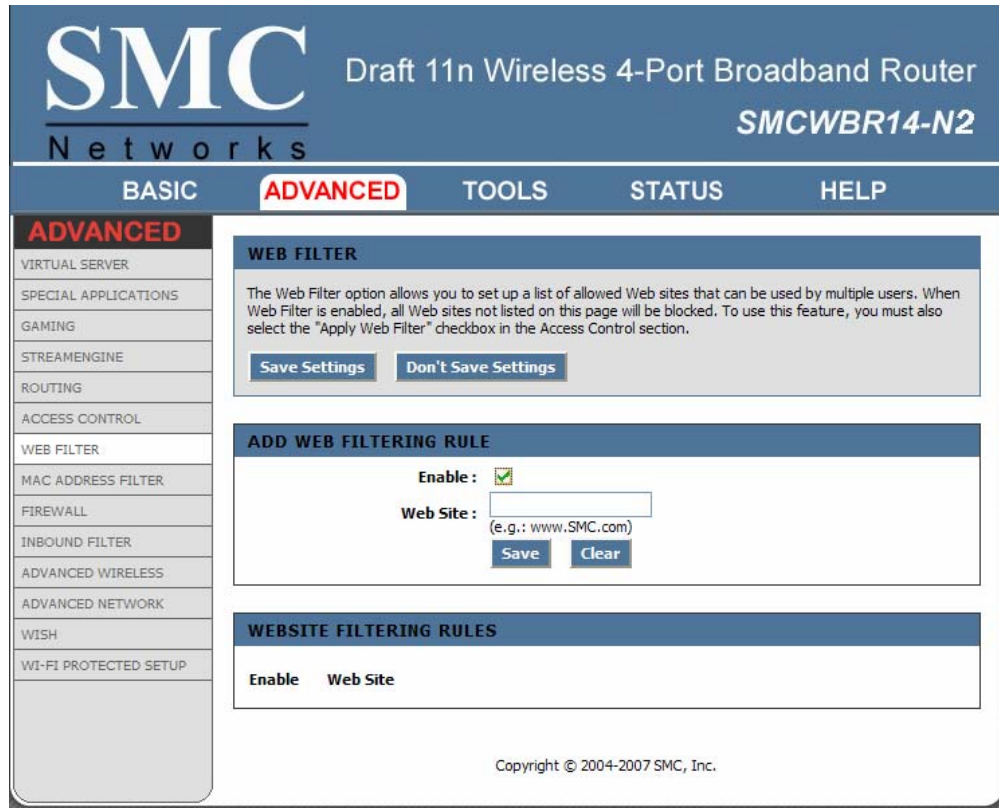 SMC
Networks
Draft 11n Wireless 4-Port Broadband Router
SMCWBR14-N2
BASIC ADVANCED TOOLS STATUS HELP
ADVANCED
VIRTUAL SERVER
SPECIAL APPLICATIONS
GAMING
STREAMENGINE
ROUTING
ACCESS CONTROL
WEB FILTER
MAC ADDRESS FILTER
FIREWALL
INBOUND FILTER
ADVANCED WIRELESS
ADVANCED NETWORK
WISH
WI-FI PROTECTED SETUP
WEB FILTER
The Web Filter option allows you to set up a list of allowed Web sites that can be used by multiple users. When
Web Filter is enabled, all Web sites not listed on this page will be blocked. To use this feature, you must also
select the "Apply Web Filter" checkbox in the Access Control section.
Save Settings Don't Save Settings
ADD WEB FILTERING RULE
Enable :
Web Site :
(e.g.: www.SMC.com)
Save Clear
WEBSITE FILTERING RULES
Enable Web Site
Copyright © 2004-2007 SMC, Inc.